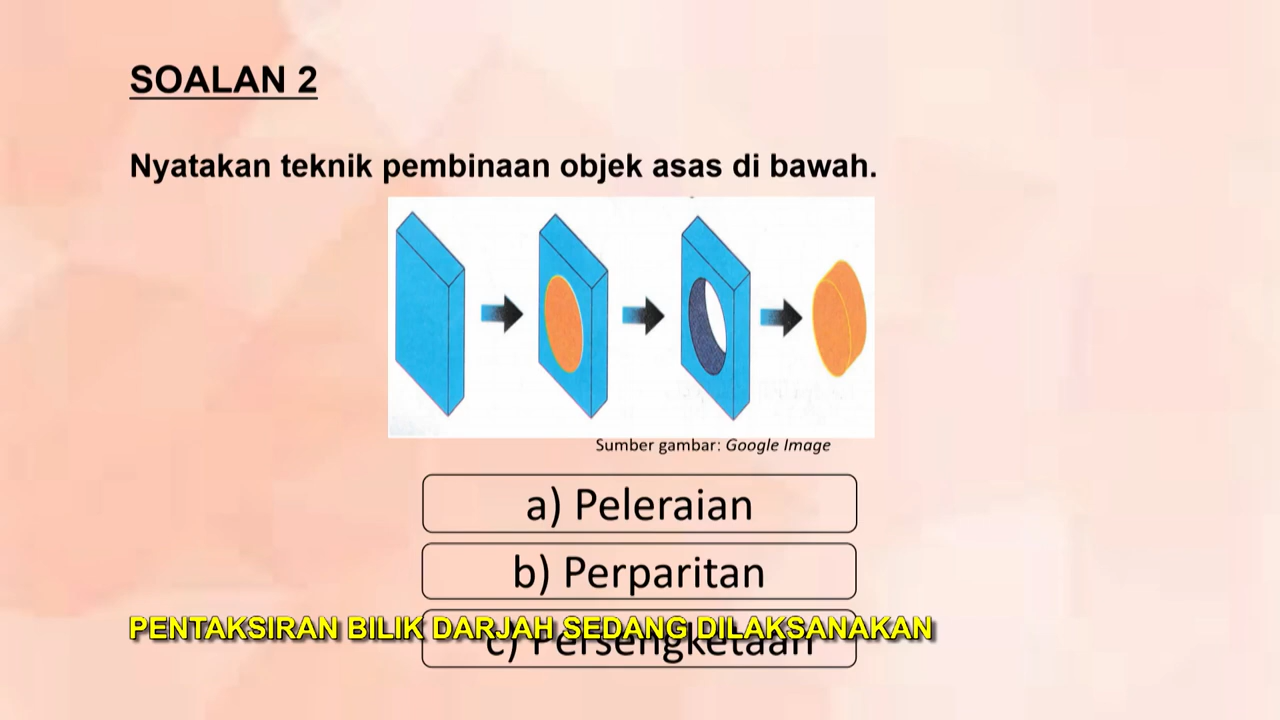 SOALAN 2
Nyatakan teknik pembinaan objek asas di bawah.
Sumber gambar: Google Image
a) Peleraian
b) Perparitan
c) Persengketaan
PENTAKSIRAN BILIK DARJAH SEDANG DILAKSANAKAN